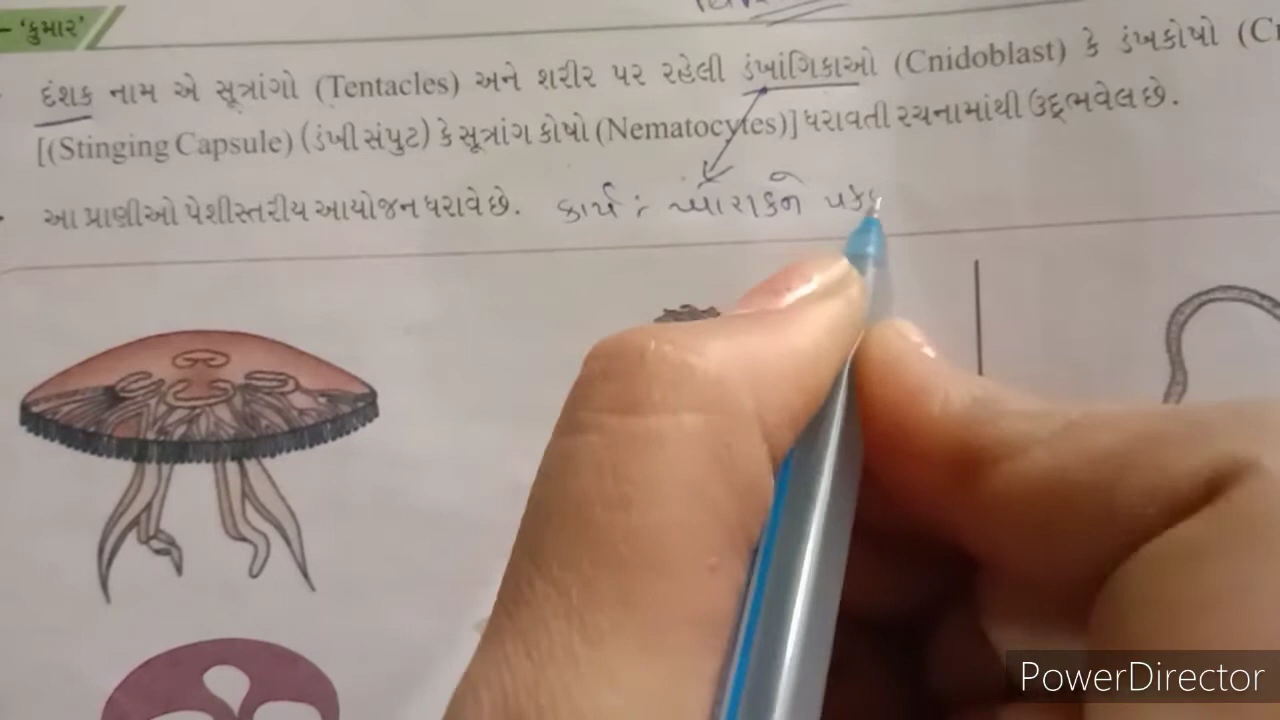 – ‘કુમાર’
દંશક નામ એ સૂત્રાંગો (Tentacles) અને શરીર પર રહેલી ડંખાંગિકાઓ (Cnidoblast) કે ડંખકોષો (Cn
[(Stinging Capsule) (ડંખી સંપુટ) કે સૂત્રાંગ કોષો (Nematocytes)] ધરાવતી રચનામાંથી ઉદ્ભવેલ છે.
આ પ્રાણીઓ પેશીસ્તરીય આયોજન ધરાવે છે. કાર્ય : ખોરાકને પકડ
PowerDirector